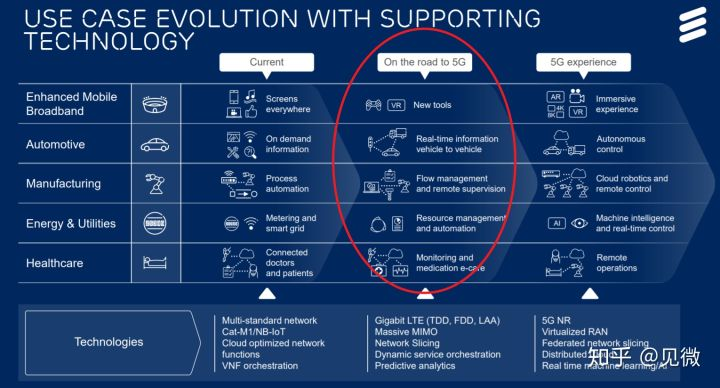 USE CASE EVOLUTION WITH SUPPORTING
TECHNOLOGY
Current
On the road to 5G
5G experience
Enhanced Mobile
Broadband
Screens
everywhere
VR
New tools
AR
4K
8K
VR
Immersive
experience
Automotive
On demand
information
Real-time information
vehicle to vehicle
Autonomous
control
Manufacturing
Process
automation
Flow management
and remote supervision
Cloud robotics and
remote control
Energy & Utilities
Metering and
smart grid
Resource management
and automation
AI
Machine intelligence
and real-time control
Healthcare
Connected
doctors
and patients
Monitoring and
medication e-care
Remote
operations
Technologies
Multi-standard network
Cat-M1/NB-IoT
Cloud optimized network
functions
VNF orchestration
Gigabit LTE (TDD, FDD, LAA)
Massive MIMO
Network Slicing
Dynamic service orchestration
Predictive analytics
5G NR
Virtualized RAN
Federated network slicing
Distributed
Real time machine learning/AI
知乎 @见微